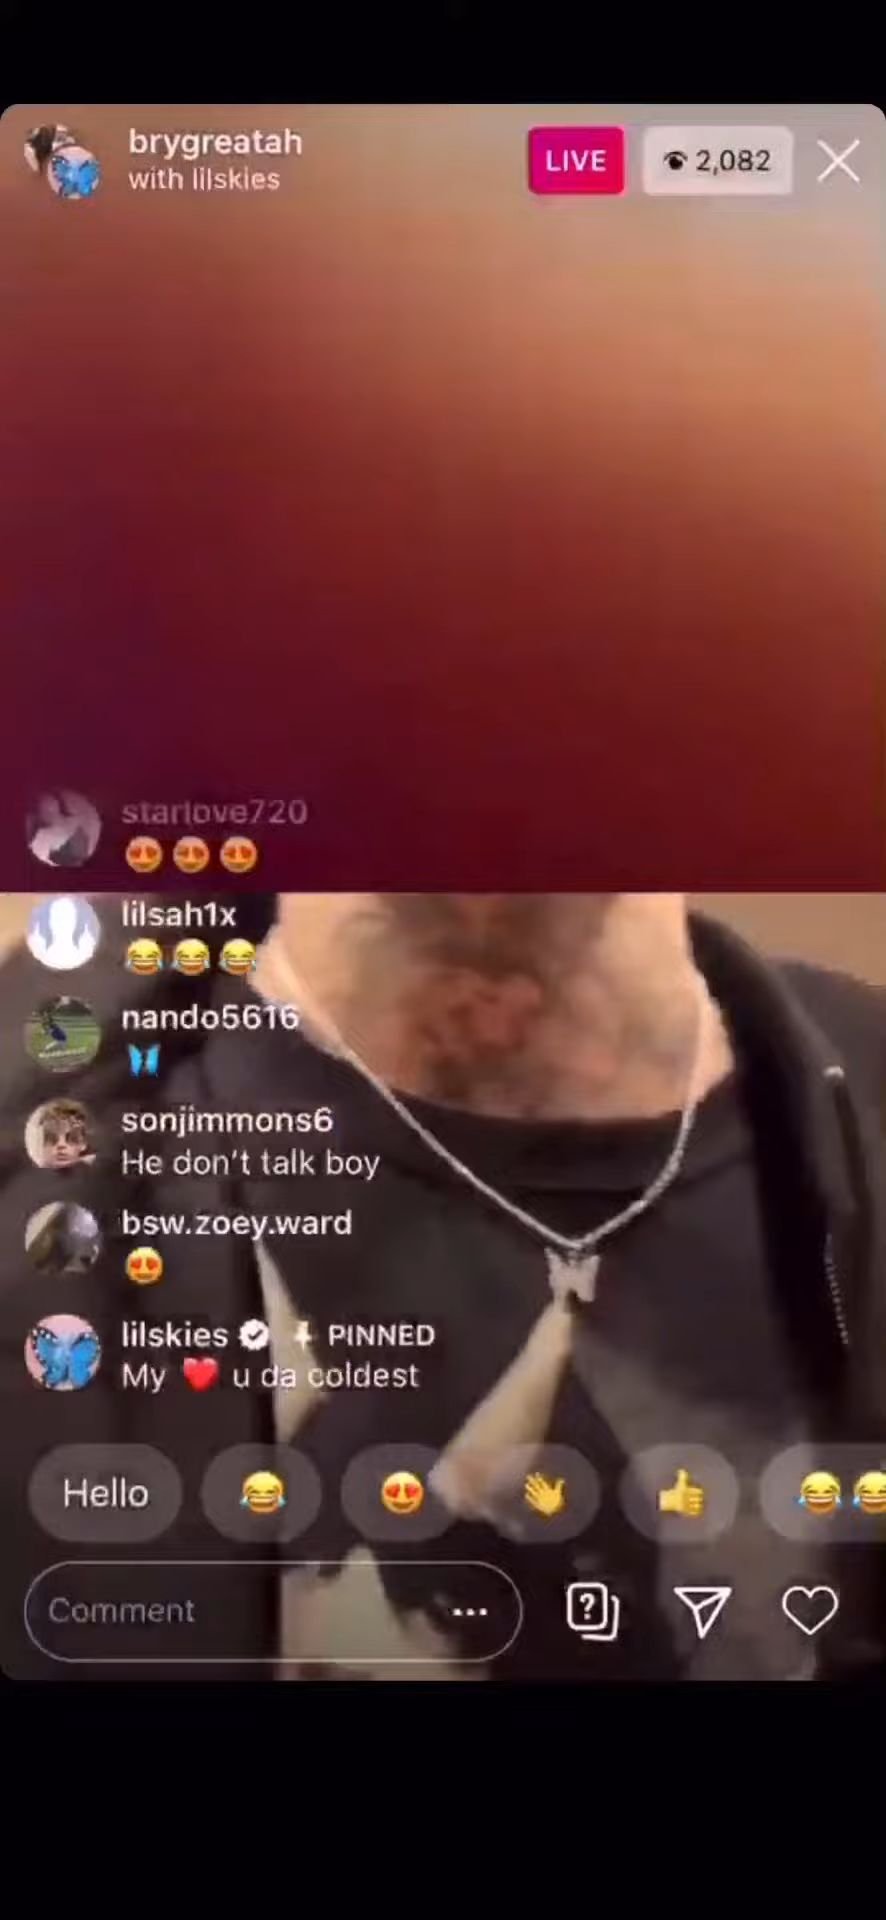 brygreatah
with lilskies
LIVE
2,082
starlove720
😍 😍 😍
lilsah1x
😂 😂 😂
nando5616
🦋
sonjimmons6
He don't talk boy
bsw.zoey.ward
😍
lilskies PINNED
My ❤️ u da coldest
Hello 😂 😍 👋 👍 😂 😂
Comment